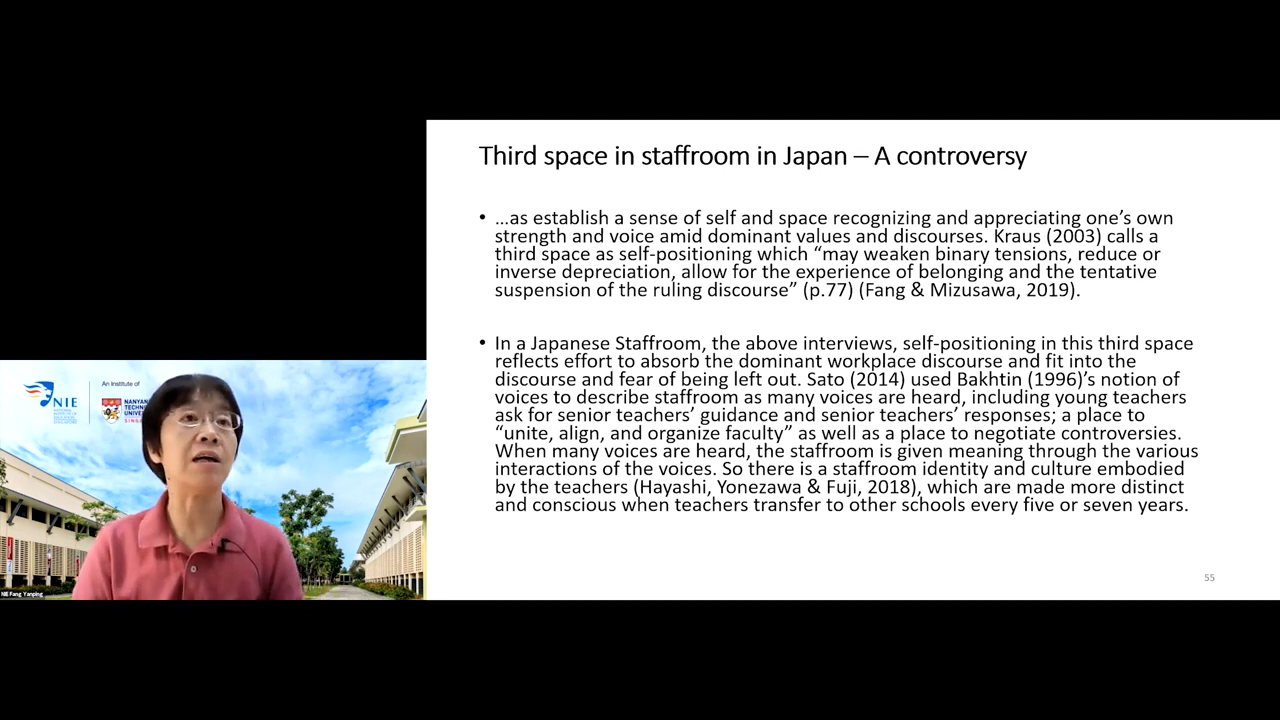 Third space in staffroom in Japan – A controversy
• …as establish a sense of self and space recognizing and appreciating one’s own
strength and voice amid dominant values and discourses. Kraus (2003) calls a
third space as self-positioning which “may weaken binary tensions, reduce or
inverse depreciation, allow for the experience of belonging and the tentative
suspension of the ruling discourse” (p.77) (Fang & Mizusawa, 2019).
• In a Japanese Staffroom, the above interviews, self-positioning in this third space
reflects effort to absorb the dominant workplace discourse and fit into the
discourse and fear of being left out. Sato (2014) used Bakhtin (1996)’s notion of
voices to describe staffroom as many voices are heard, including young teachers
ask for senior teachers’ guidance and senior teachers’ responses; a place to
“unite, align, and organize faculty” as well as a place to negotiate controversies.
When many voices are heard, the staffroom is given meaning through the various
interactions of the voices. So there is a staffroom identity and culture embodied
by the teachers (Hayashi, Yonezawa & Fuji, 2018), which are made more distinct
and conscious when teachers transfer to other schools every five or seven years.
55
An Institute of
NIE
NIE Fang Yanping